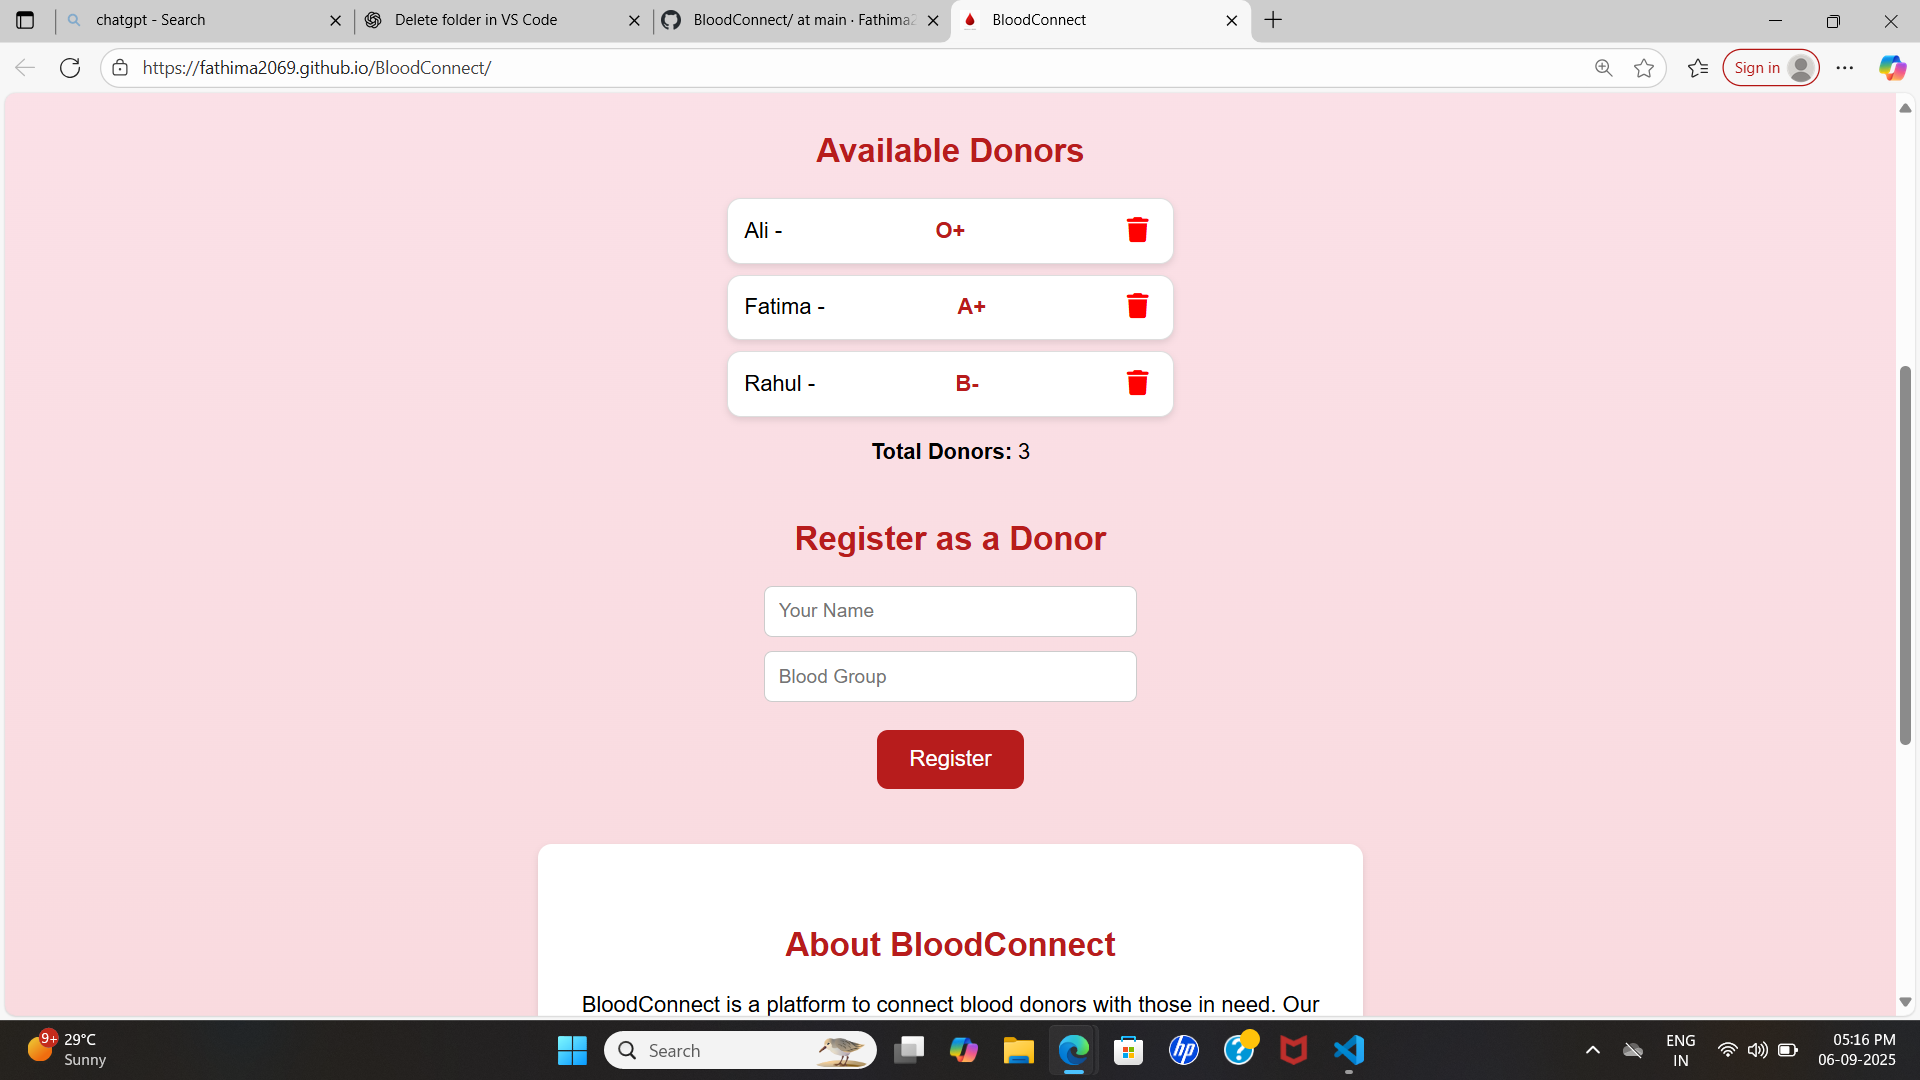 chatgpt - Search
Delete folder in VS Code
BloodConnect/ at main · Fathima2
BloodConnect
https://fathima2069.github.io/BloodConnect/
Sign in
Available Donors
Ali - O+
Fatima - A+
Rahul - B-
Total Donors: 3
Register as a Donor
Your Name
Blood Group
Register
About BloodConnect
BloodConnect is a platform to connect blood donors with those in need. Our
9+
29°C
Sunny
Search
hp
?
ENG
IN
05:16 PM
06-09-2025